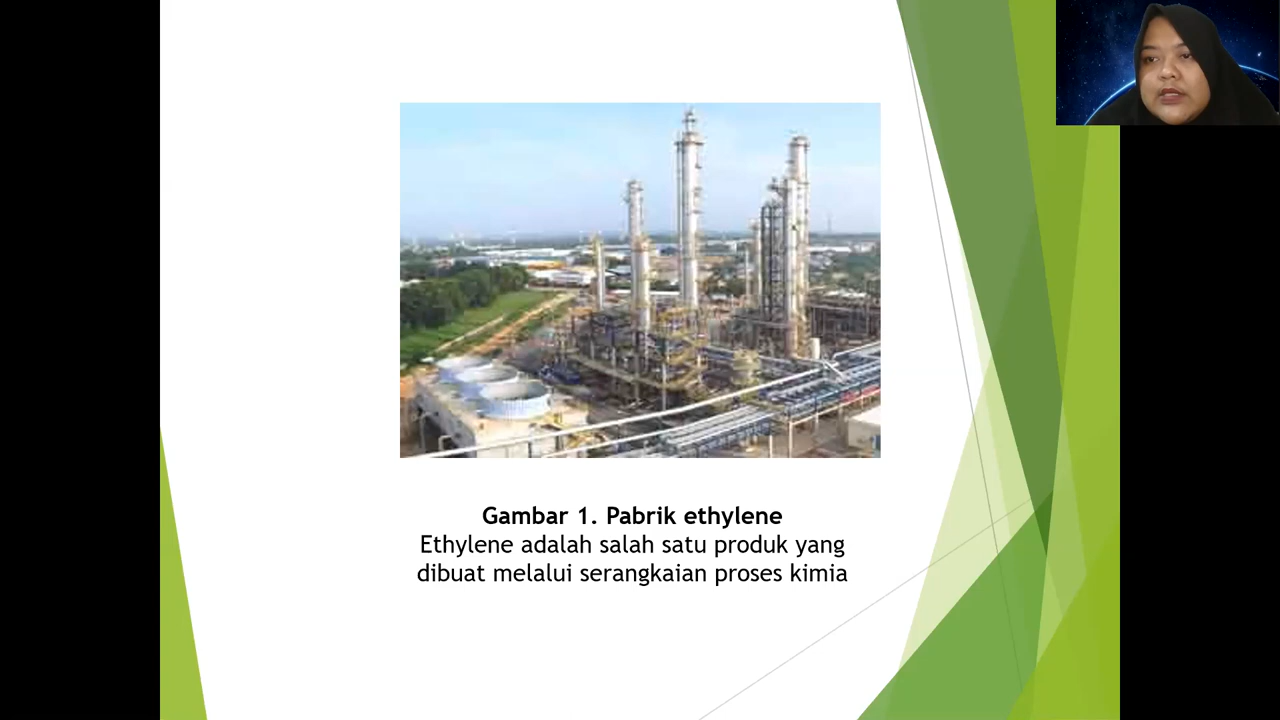 Gambar 1. Pabrik ethylene
Ethylene adalah salah satu produk yang
dibuat melalui serangkaian proses kimia